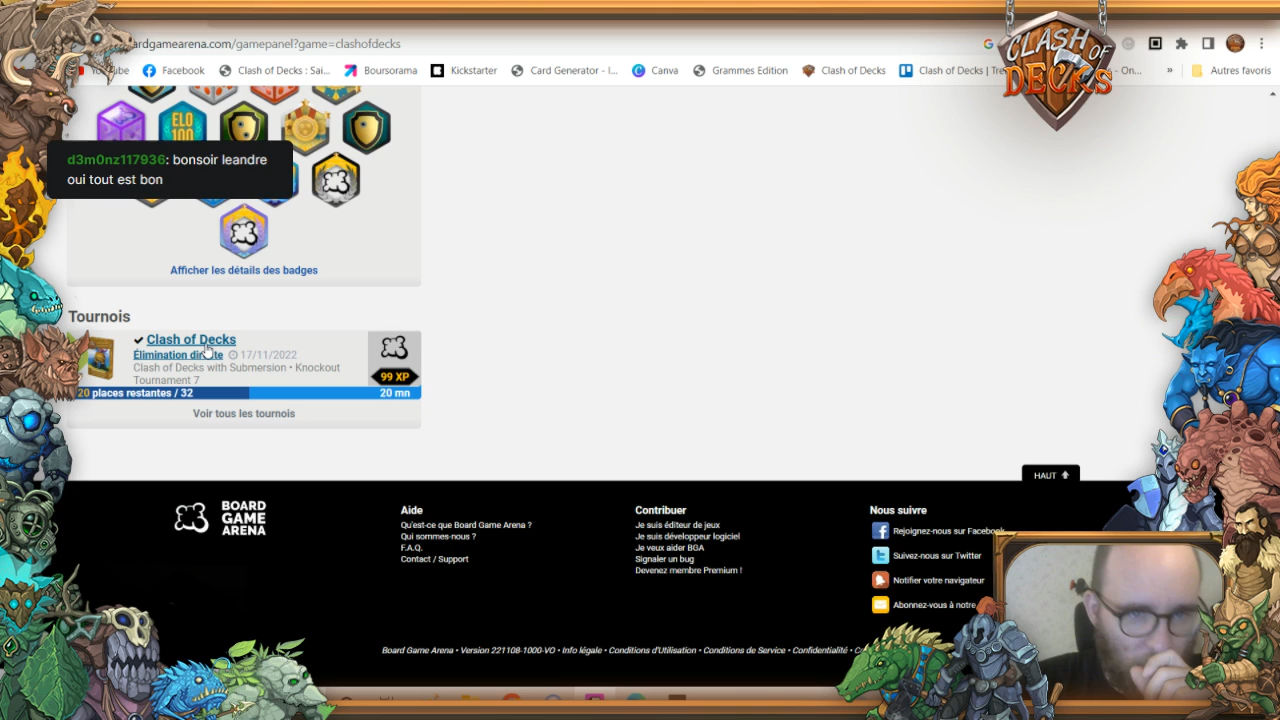 rdgamearena.com/gamepanel?game=clashofdecks
CLASH OF
DECKS
YouTube
Facebook
Clash of Decks : Sai...
Boursorama
Kickstarter
Card Generator - I...
Canva
Grammes Edition
Clash of Decks
Clash of Decks | Tre
On...
»
Autres favoris
ELO
100
d3m0nz117936: bonsoir leandre
oui tout est bon
Afficher les détails des badges
Tournois
Clash of Decks
Élimination directe 17/11/2022
Clash of Decks with Submersion • Knockout
Tournament 7
99 XP
20 places restantes / 32
20 mn
Voir tous les tournois
HAUT
BOARD
GAME
ARENA
Aide
Qu'est-ce que Board Game Arena ?
Qui sommes-nous ?
F.A.Q.
Contact / Support
Contribuer
Je suis éditeur de jeux
Je suis développeur logiciel
Je veux aider BGA
Signaler un bug
Devenez membre Premium !
Nous suivre
Rejoignez-nous sur Facebook
Suivez-nous sur Twitter
Notifier votre navigateur
Abonnez-vous à notre
Board Game Arena • Version 221108-1000-VO • Info légale • Conditions d'Utilisation • Conditions de Service • Confidentialité •